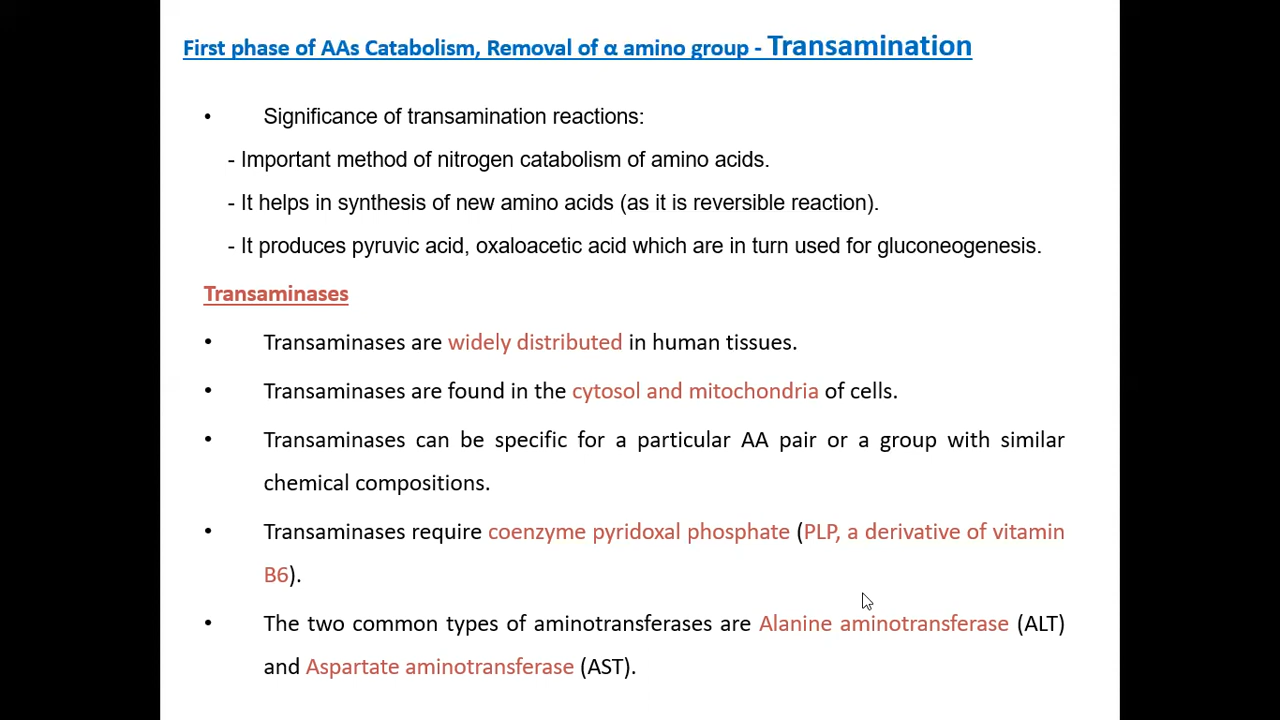 First phase of AAs Catabolism, Removal of α amino group - Transamination
• Significance of transamination reactions:
- Important method of nitrogen catabolism of amino acids.
- It helps in synthesis of new amino acids (as it is reversible reaction).
- It produces pyruvic acid, oxaloacetic acid which are in turn used for gluconeogenesis.
Transaminases
• Transaminases are widely distributed in human tissues.
• Transaminases are found in the cytosol and mitochondria of cells.
• Transaminases can be specific for a particular AA pair or a group with similar
chemical compositions.
• Transaminases require coenzyme pyridoxal phosphate (PLP, a derivative of vitamin
B6).
• The two common types of aminotransferases are Alanine aminotransferase (ALT)
and Aspartate aminotransferase (AST).